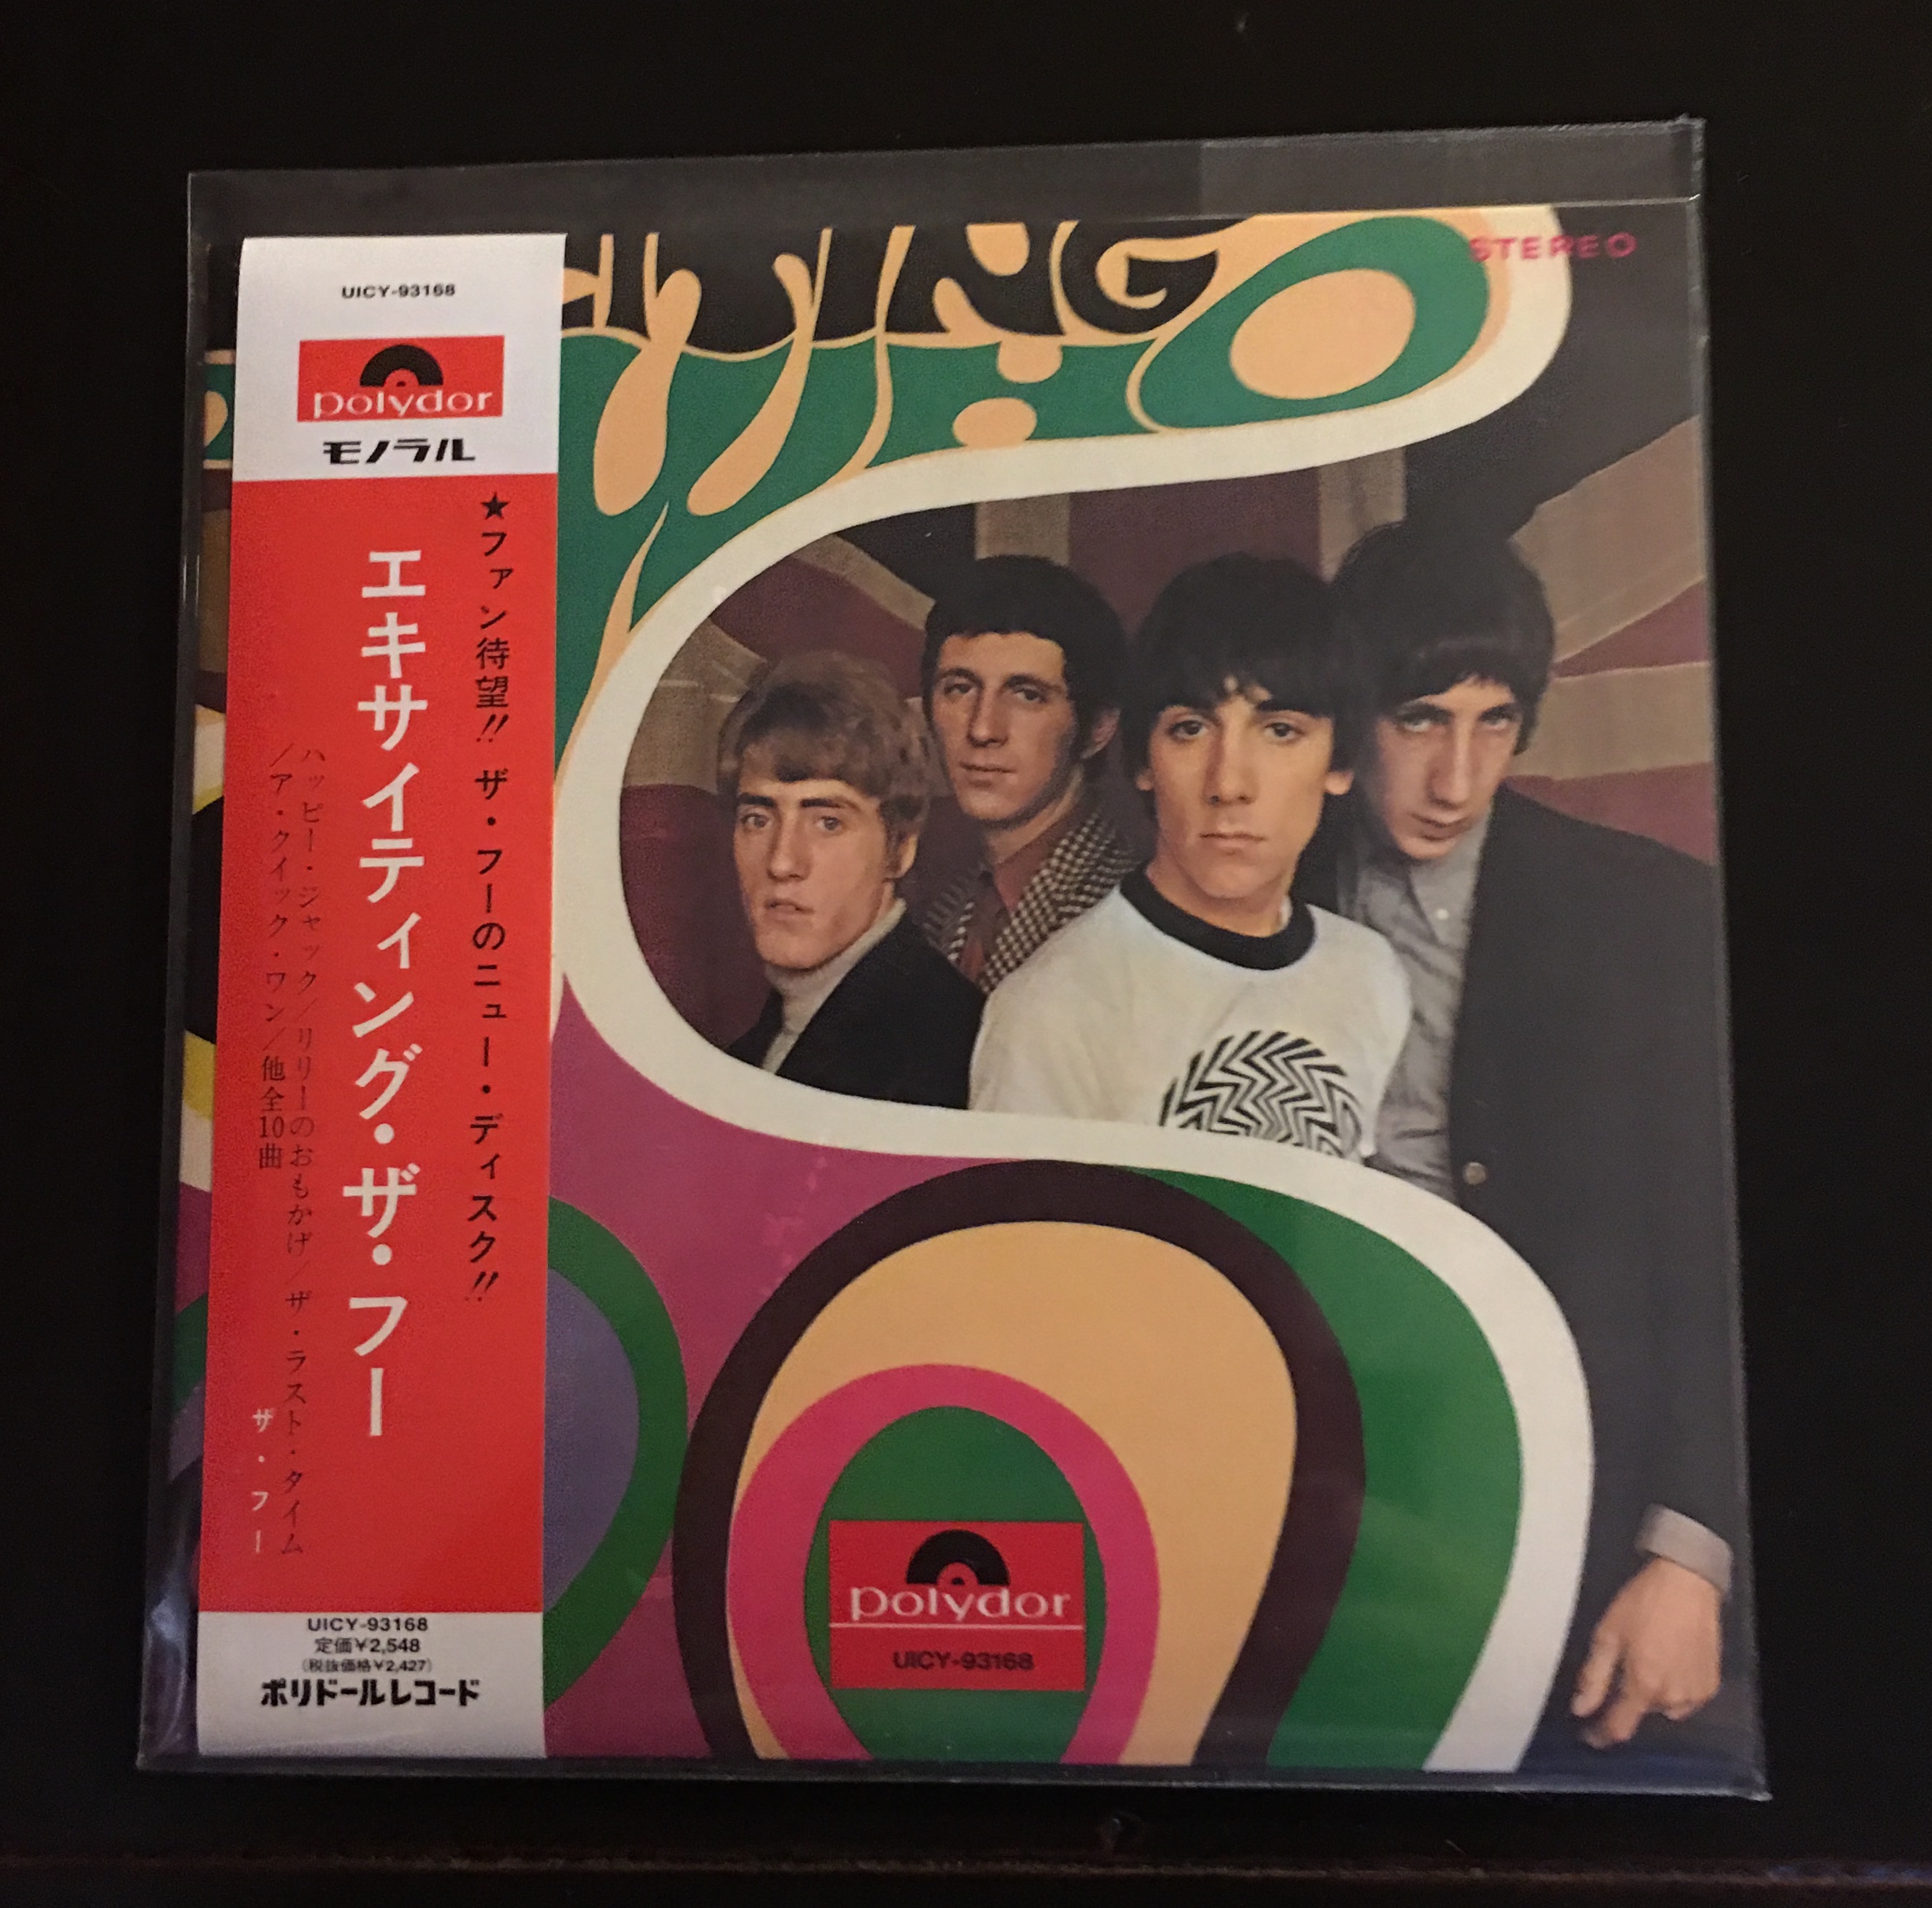 UICY-93168
polydor
モノラル
★ファン待望!! ザ・フーのニュー・ディスク!!
エキサイティング・ザ・フー
ハッピー・ジャック/リリーのおもかげ/ザ・ラスト・タイム
/ア・クイック・ワン/他全10曲
ザ・フー
UICY-93168
定価¥2,548
(税抜価格¥2,427)
ポリドールレコード
STEREO
polydor
UICY-93168